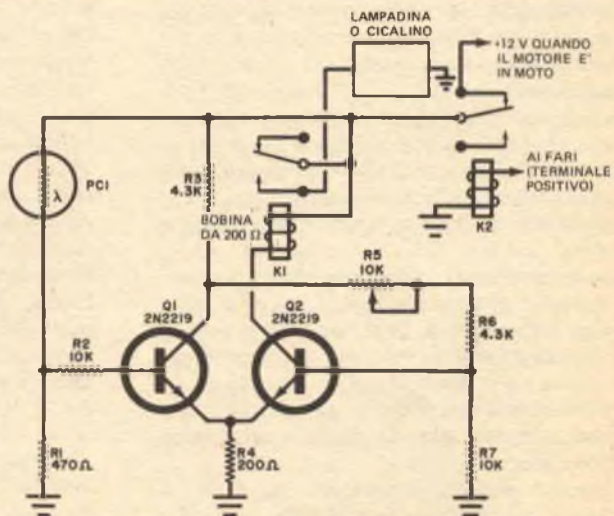 LAMPADINA
O CICALINO
+12 V QUANDO
IL MOTORE E'
IN MOTO
R3
4.3K
λ
PC1
BOBINA
DA 200 Ω
K1
AI FARI
(TERMINALE
POSITIVO)
K2
R5
10K
Q1
2N2219
Q2
2N2219
R6
4.3K
R2
10K
R1
470Ω
R4
200Ω
R7
10K